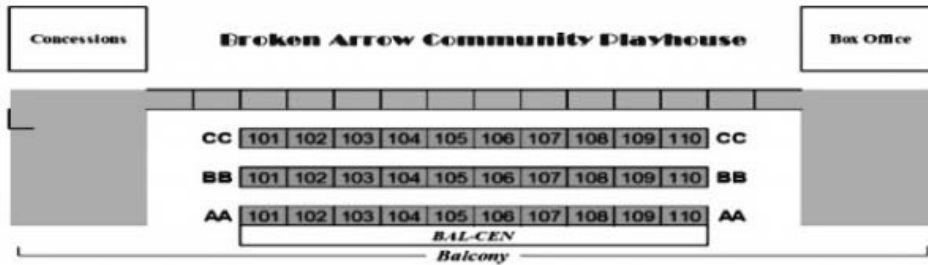 Concessions Broken Arrow Community Playhouse Box Office
CC 101 102 103 104 105 106 107 108 109 110 CC
BB 101 102 103 104 105 106 107 108 109 110 BB
AA 101 102 103 104 105 106 107 108 109 110 AA
BAL-CEN
Balcony